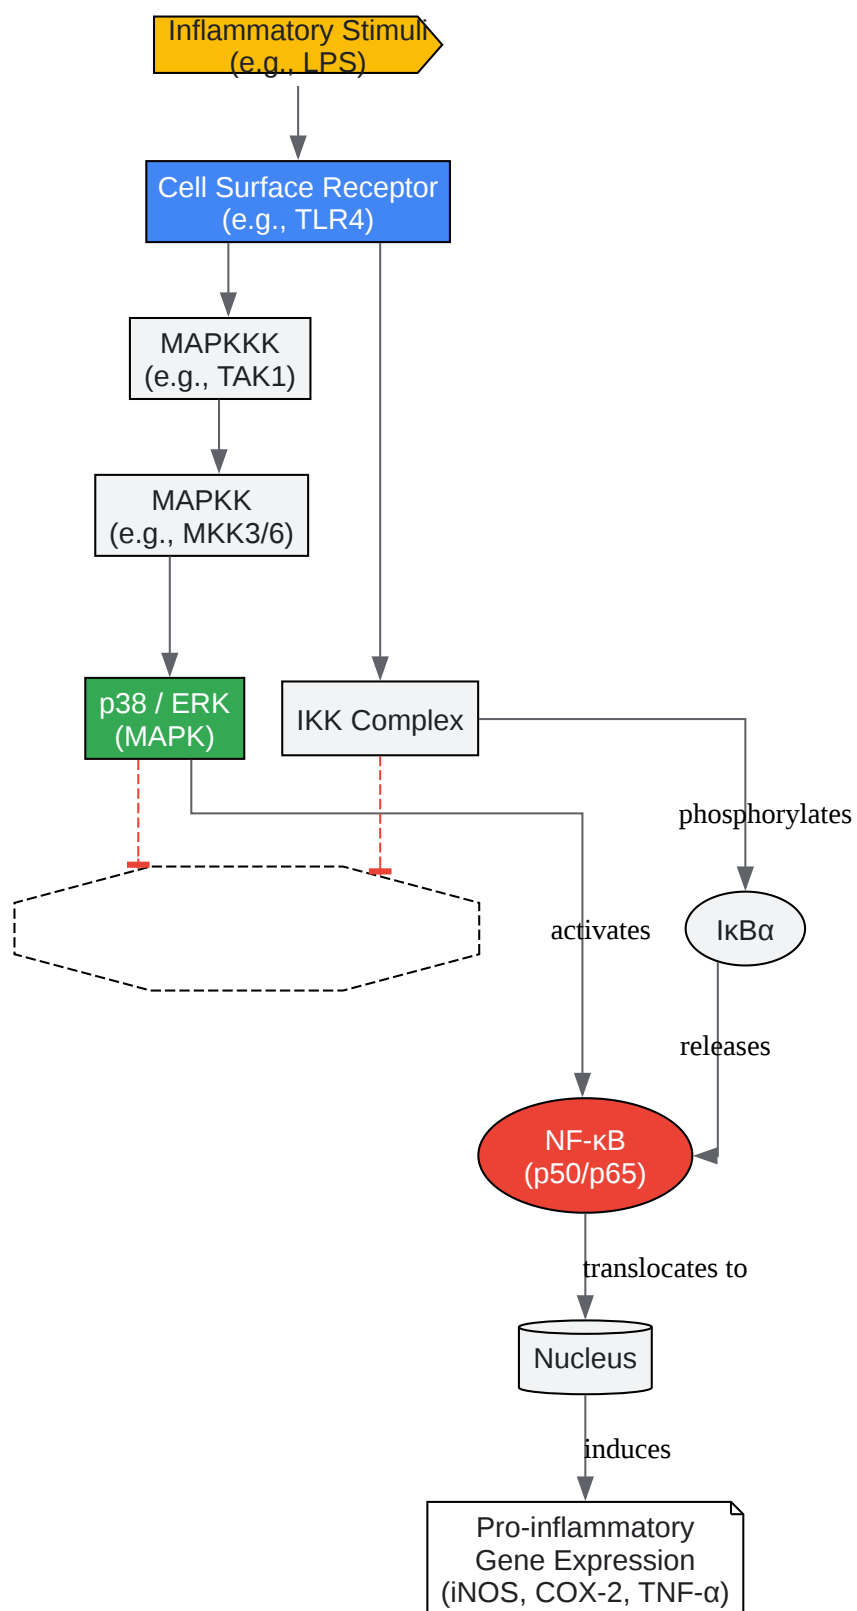 Inflammatory Stimuli
(e.g., LPS)
Cell Surface Receptor
(e.g., TLR4)
MAPKKK
(e.g., TAK1)
MAPKK
(e.g., MKK3/6)
p38 / ERK
(MAPK)
IKK Complex
phosphorylates
activates
IκBα
releases
NF-κB
(p50/p65)
translocates to
Nucleus
induces
Pro-inflammatory
Gene Expression
(iNOS, COX-2, TNF-α)